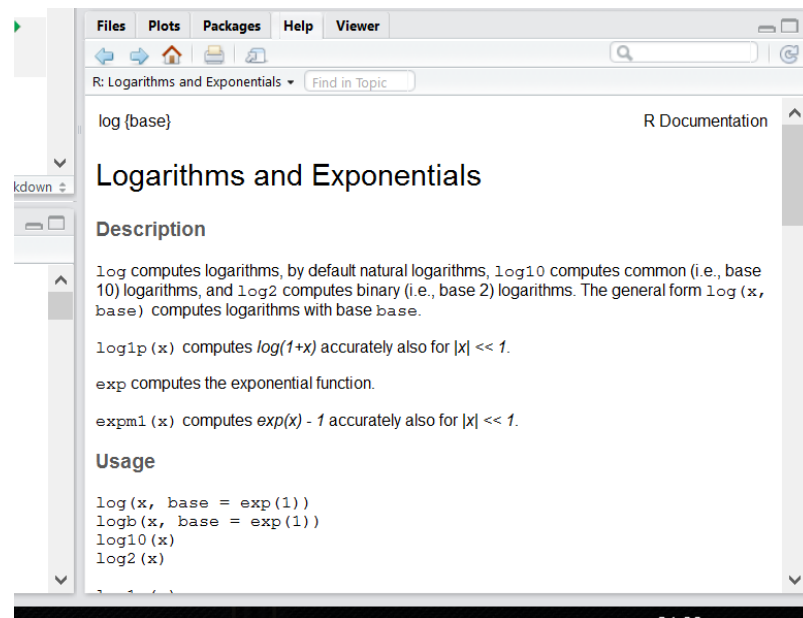 Files Plots Packages Help Viewer
R: Logarithms and Exponentials Find in Topic
log {base} R Documentation
Logarithms and Exponentials
kdown
Description
log computes logarithms, by default natural logarithms, log10 computes common (i.e., base
10) logarithms, and log2 computes binary (i.e., base 2) logarithms. The general form log(x,
base) computes logarithms with base base.
log1p(x) computes log(1+x) accurately also for |x| << 1.
exp computes the exponential function.
expm1(x) computes exp(x) - 1 accurately also for |x| << 1.
Usage
log(x, base = exp(1))
logb(x, base = exp(1))
log10(x)
log2(x)